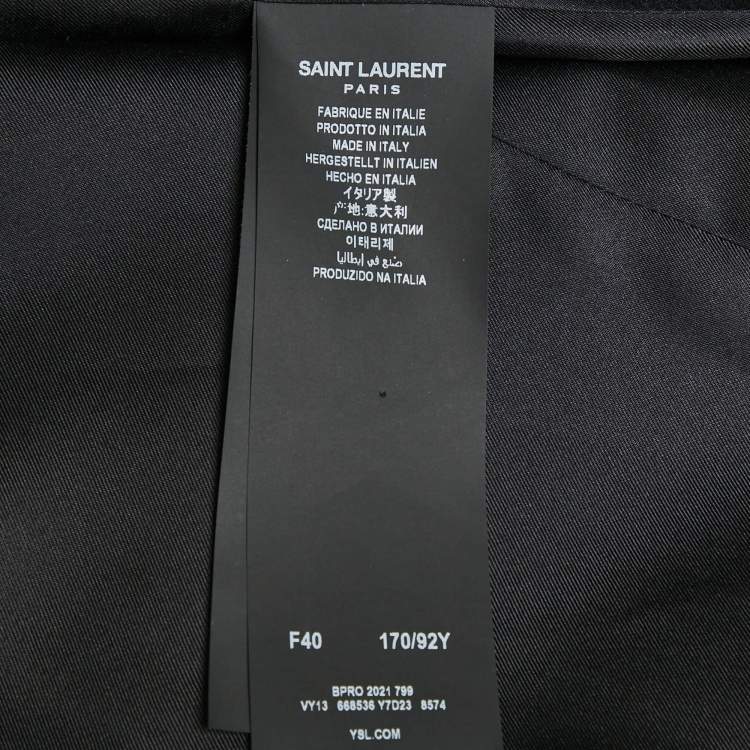 SAINT LAURENT
PARIS
FABRIQUE EN ITALIE
PRODOTTO IN ITALIA
MADE IN ITALY
HERGESTELLT IN ITALIEN
HECHO EN ITALIA
イタリア製
产地:意大利
СДЕЛАНО В ИТАЛИИ
이태리제
صنع في إيطاليا
PRODUZIDO NA ITALIA
F40 170/92Y
BPRO 2021 799
VY13 668536 Y7D23 8574
YSL.COM